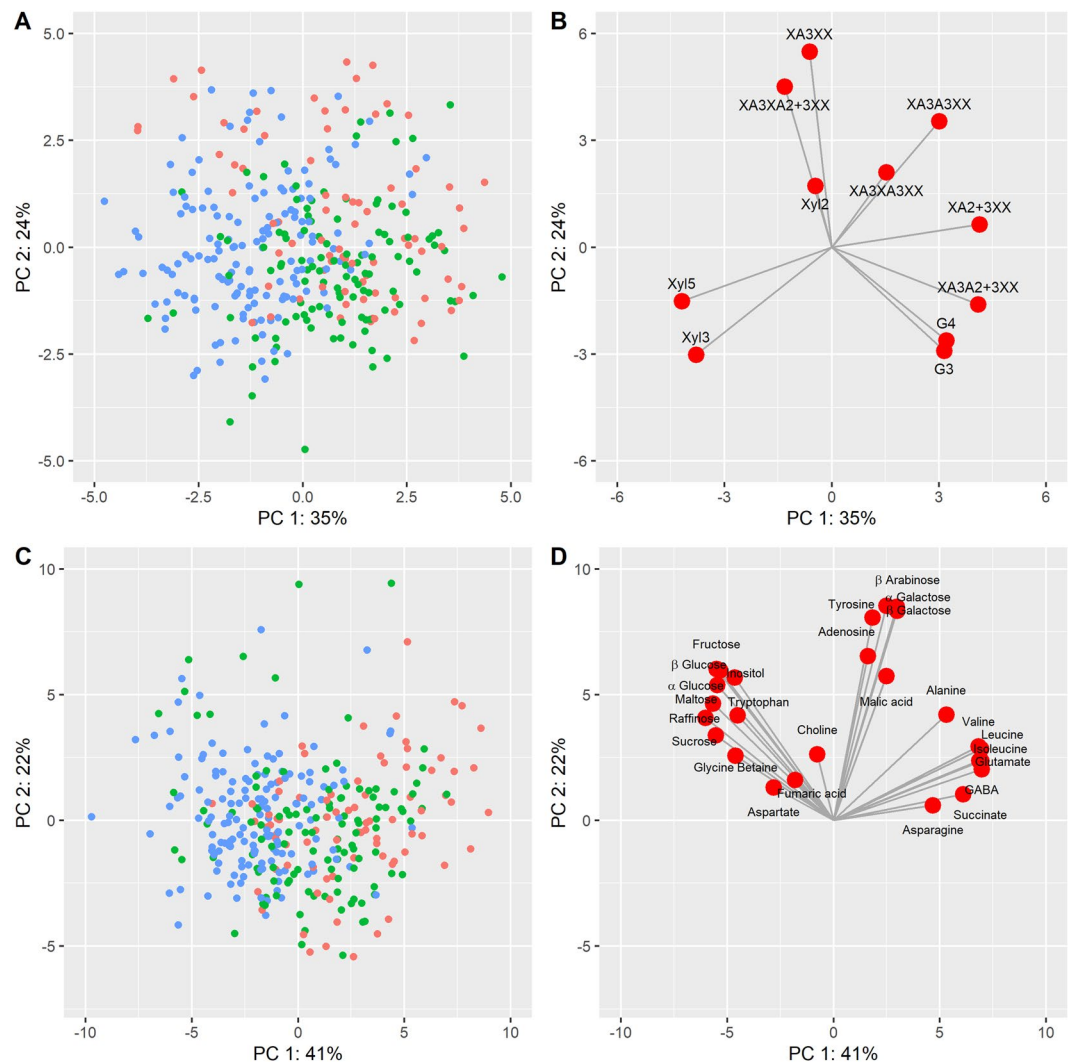 A
5.0
2.5
0.0
-2.5
-5.0
PC 2: 24%
-5.0 -2.5 0.0 2.5 5.0
PC 1: 35%
B
6
3
0
-3
-6
PC 2: 24%
XA3XX
XA3XA2+3XX
XA3A3XX
XA3XA3XX
Xyl2
XA2+3XX
Xyl5
XA3A2+3XX
Xyl3
G4
G3
-6 -3 0 3 6
PC 1: 35%
C
10
5
0
-5
PC 2: 22%
-10 -5 0 5 10
PC 1: 41%
D
10
5
0
-5
PC 2: 22%
β Arabinose
α Galactose
Tyrosine
β Galactose
Adenosine
Fructose
β Glucose
Inositol
α Glucose
Alanine
Maltose
Tryptophan
Malic acid
Raffinose
Valine
Choline
Leucine
Sucrose
Isoleucine
Glycine Betaine
Glutamate
Fumaric acid
GABA
Aspartate
Succinate
Asparagine
-10 -5 0 5 10
PC 1: 41%